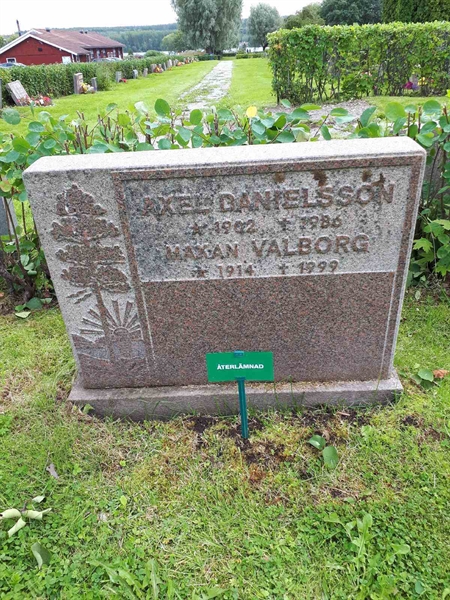 AXEL DANIELSSON
* 1902 † 1986
MAKAN VALBORG
* 1914 † 1999
ÅTERLÄMNAD